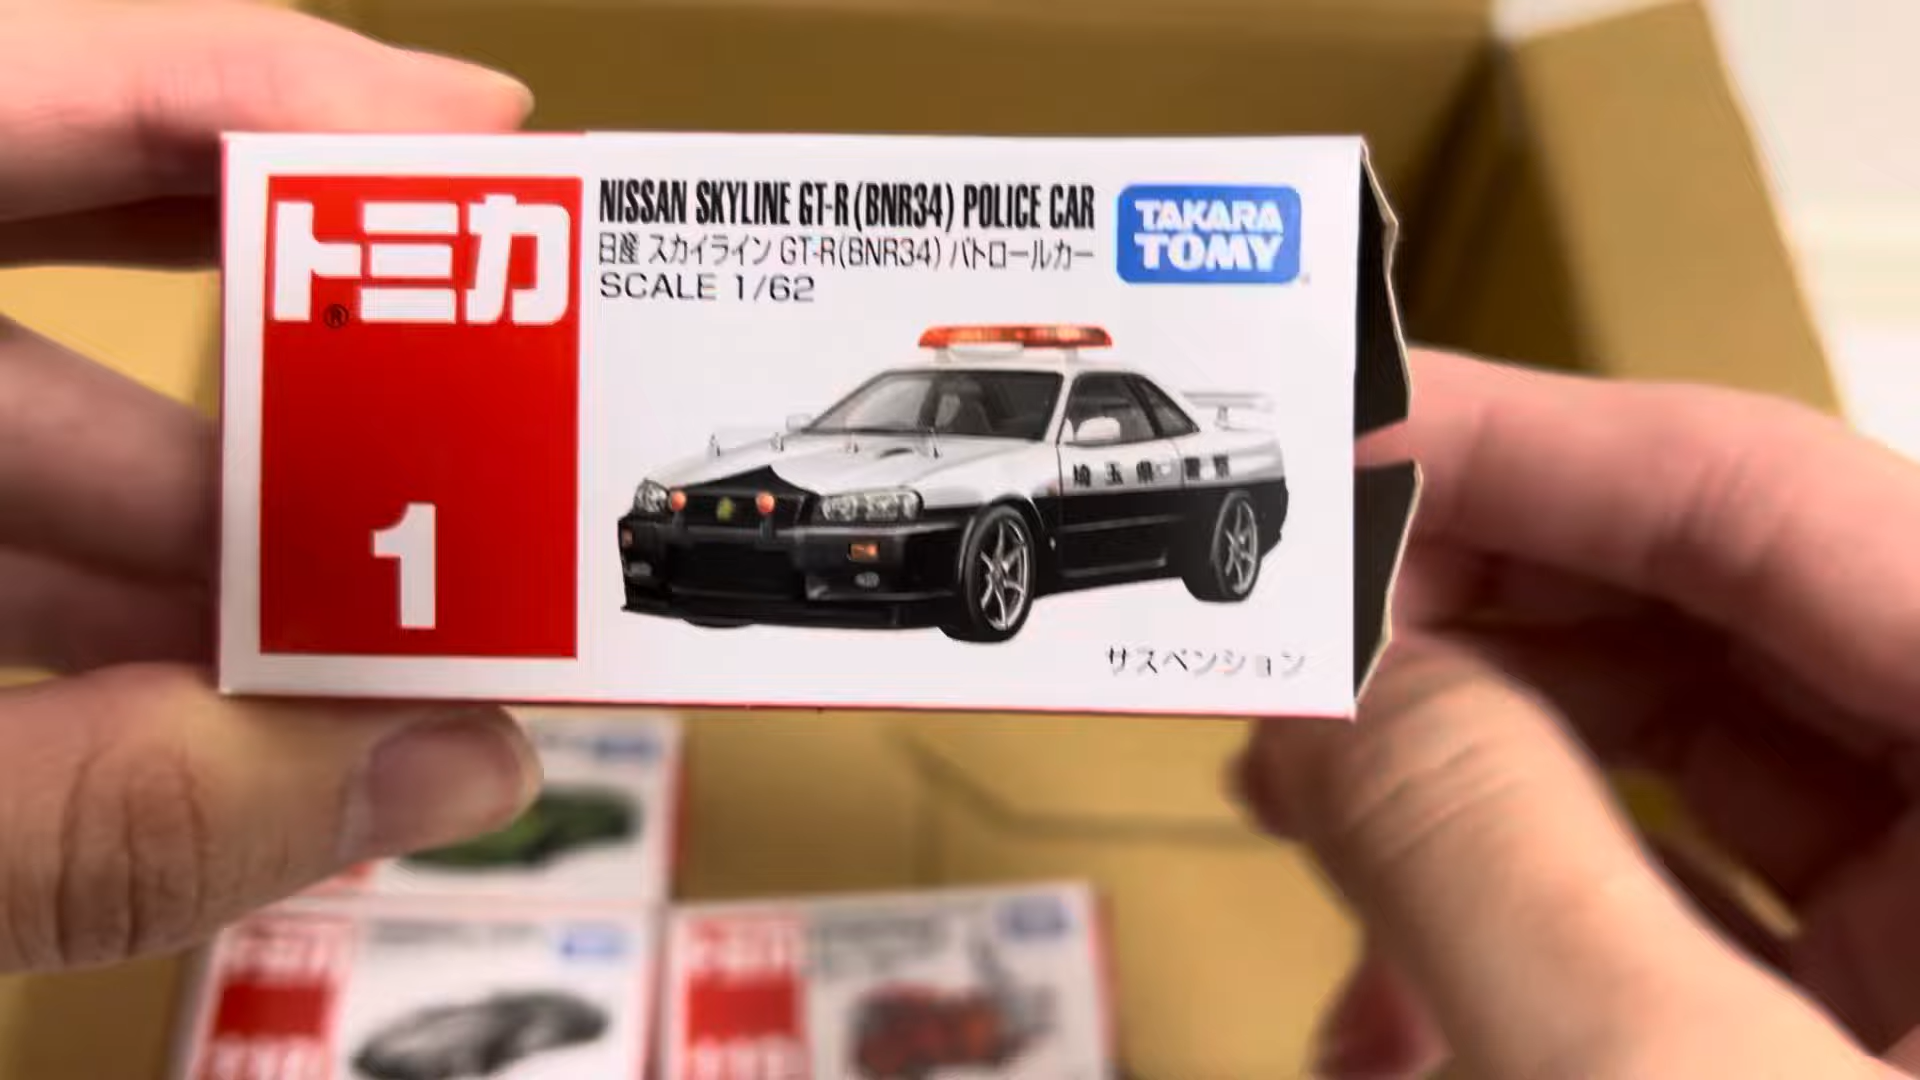 トミカ
®
1
NISSAN SKYLINE GT-R (BNR34) POLICE CAR
日産 スカイライン GT-R(BNR34) パトロールカー
SCALE 1/62
TAKARA
TOMY
埼玉県警察
サスペンション